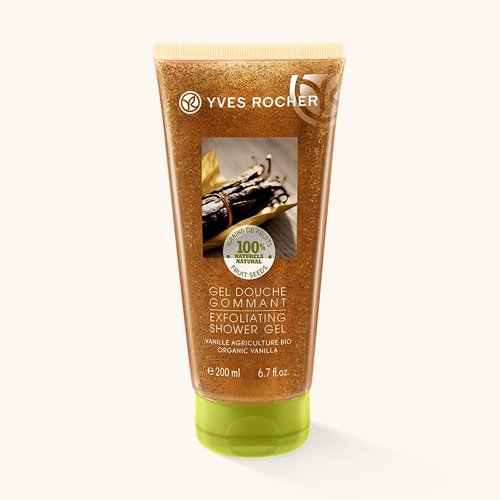 YVES ROCHER
GRAINS DE FRUITS
100%
NATURELS
NATURAL
FRUIT SEEDS
GEL DOUCHE
GOMMANT
EXFOLIATING
SHOWER GEL
VANILLE AGRICULTURE BIO
ORGANIC VANILLA
e 200 ml 6.7 fl.oz.